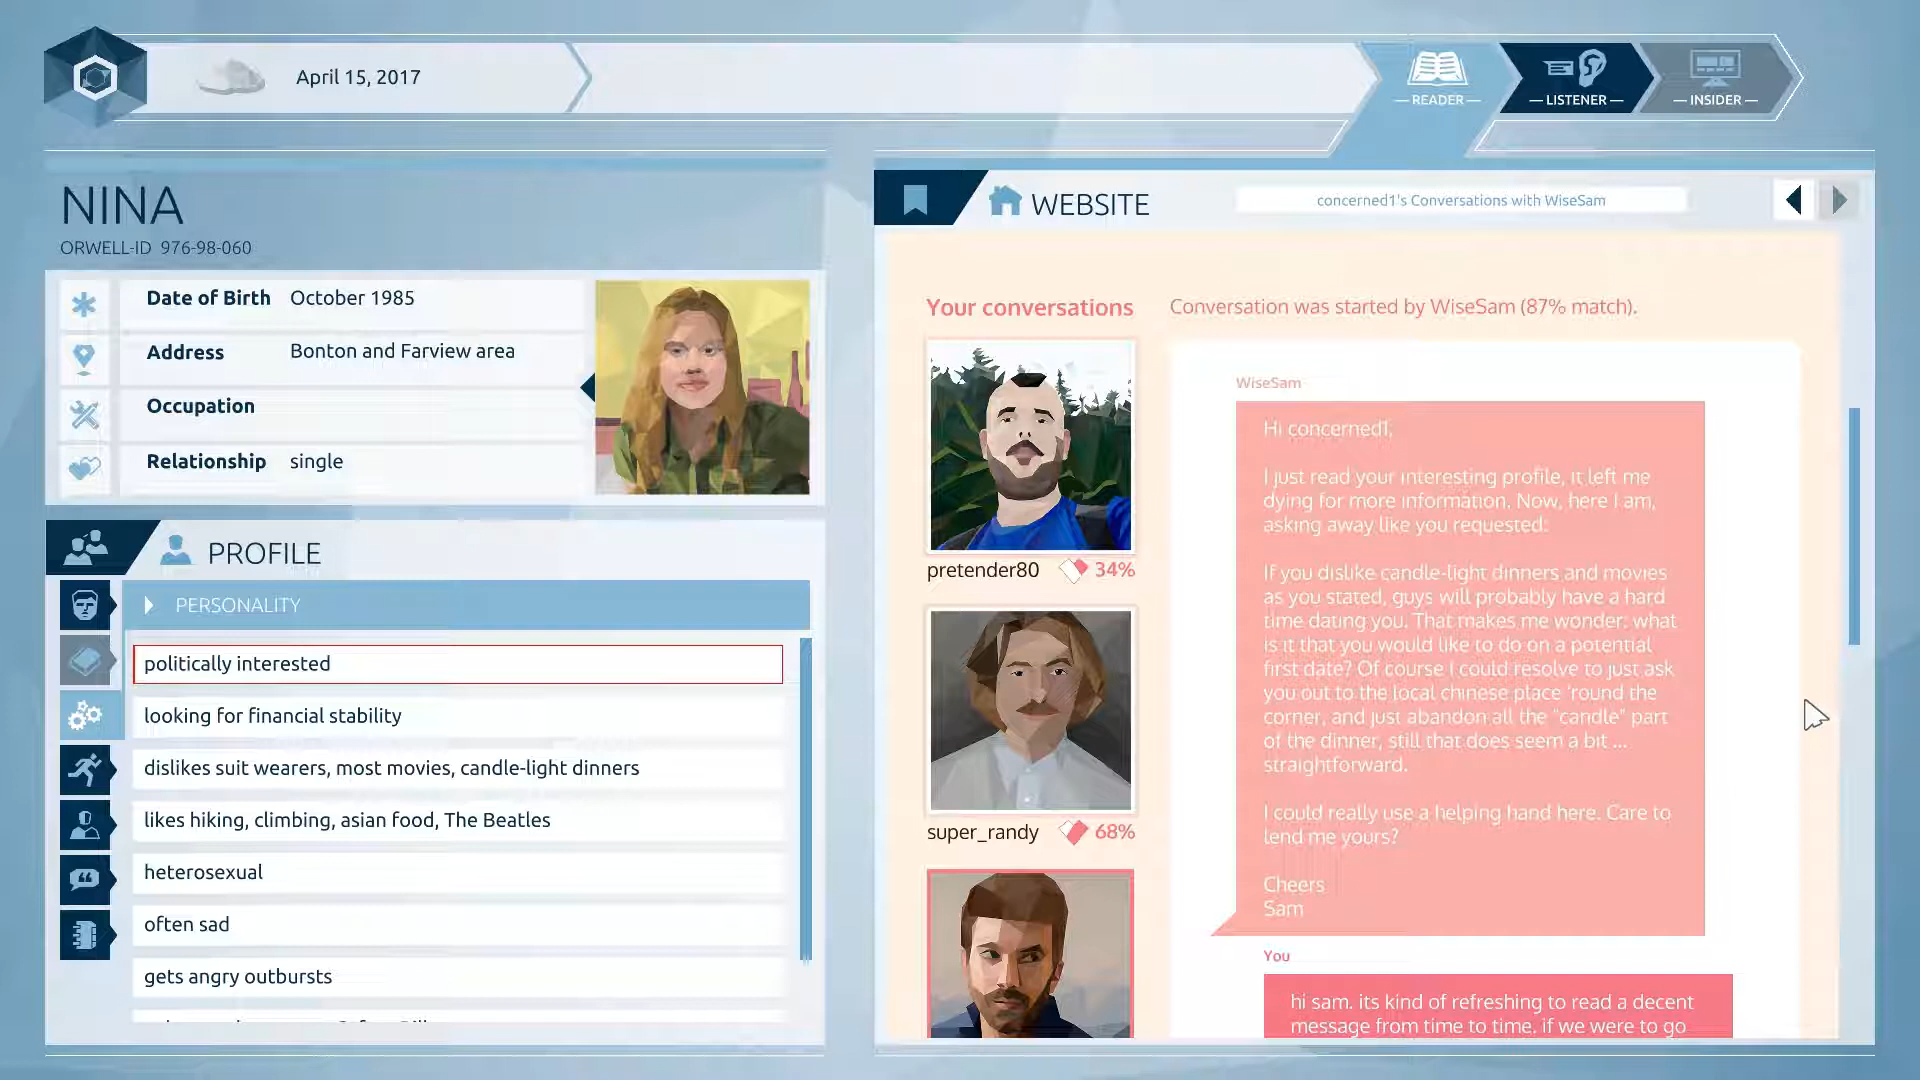 April 15, 2017
READER
LISTENER
INSIDER
NINA
ORWELL-ID 976-98-060
Date of Birth October 1985
Address Bonton and Farview area
Occupation
Relationship single
PROFILE
PERSONALITY
politically interested
looking for financial stability
dislikes suit wearers, most movies, candle-light dinners
likes hiking, climbing, asian food, The Beatles
heterosexual
often sad
gets angry outbursts
WEBSITE
concerned1's Conversations with WiseSam
Your conversations
pretender80 34%
super_randy 68%
Conversation was started by WiseSam (87% match).
WiseSam
Hi concerned1,
I just read your interesting profile, it left me
dying for more information. Now, here I am,
asking away like you requested:
If you dislike candle-light dinners and movies
as you stated, guys will probably have a hard
time dating you. That makes me wonder: what
is it that you would like to do on a potential
first date? Of course I could resolve to just ask
you out to the local chinese place 'round the
corner, and just abandon all the "candle" part
of the dinner, still that does seem a bit ...
straightforward.
I could really use a helping hand here. Care to
lend me yours?
Cheers
Sam
You
hi sam. its kind of refreshing to read a decent
message from time to time. if we were to go